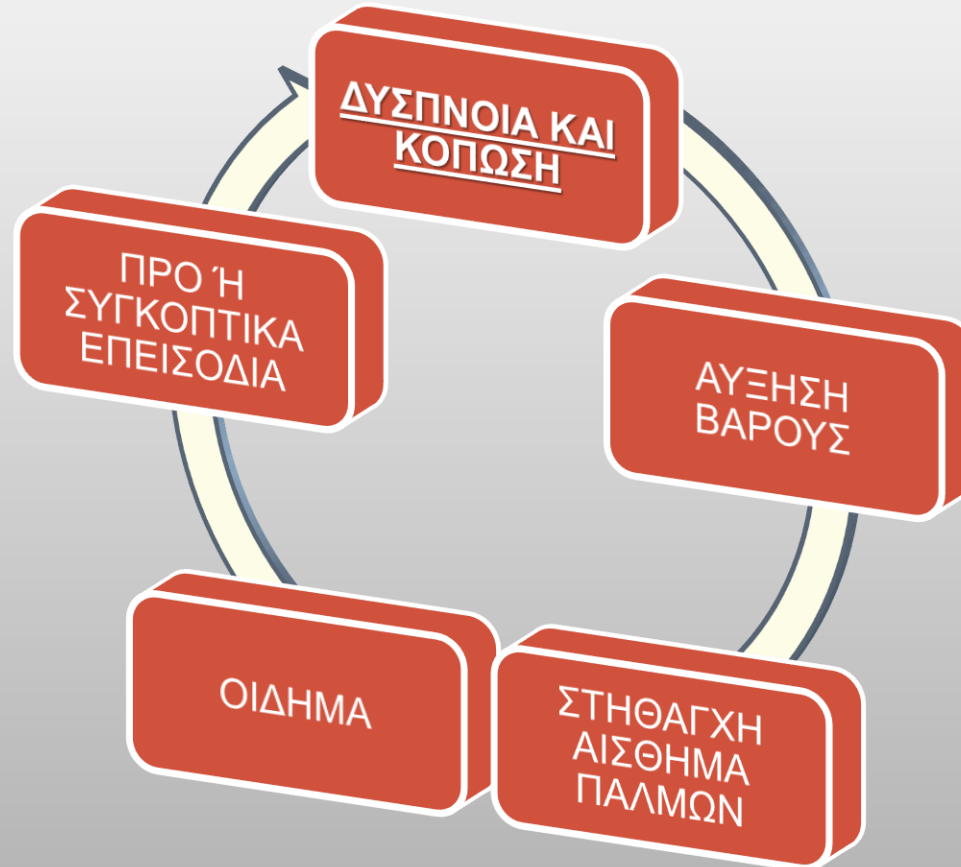 ΔΥΣΠΝΟΙΑ ΚΑΙ
ΚΟΠΩΣΗ
ΑΥΞΗΣΗ
ΒΑΡΟΥΣ
ΣΤΗΘΑΓΧΗ
ΑΙΣΘΗΜΑ
ΠΑΛΜΩΝ
ΟΙΔΗΜΑ
ΠΡΟ Ή
ΣΥΓΚΟΠΤΙΚΑ
ΕΠΕΙΣΟΔΙΑ